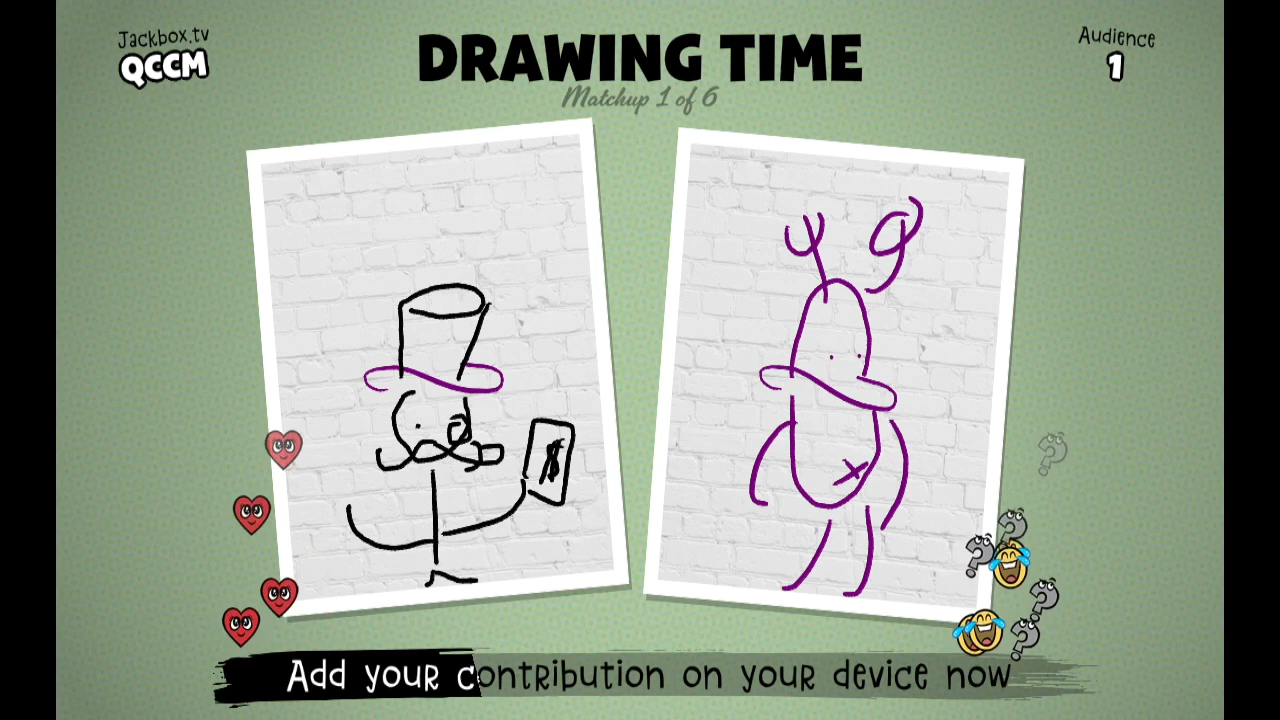 Jackbox.tv
QCCM
DRAWING TIME
Matchup 1 of 6
Audience
1
$
Add your contribution on your device now